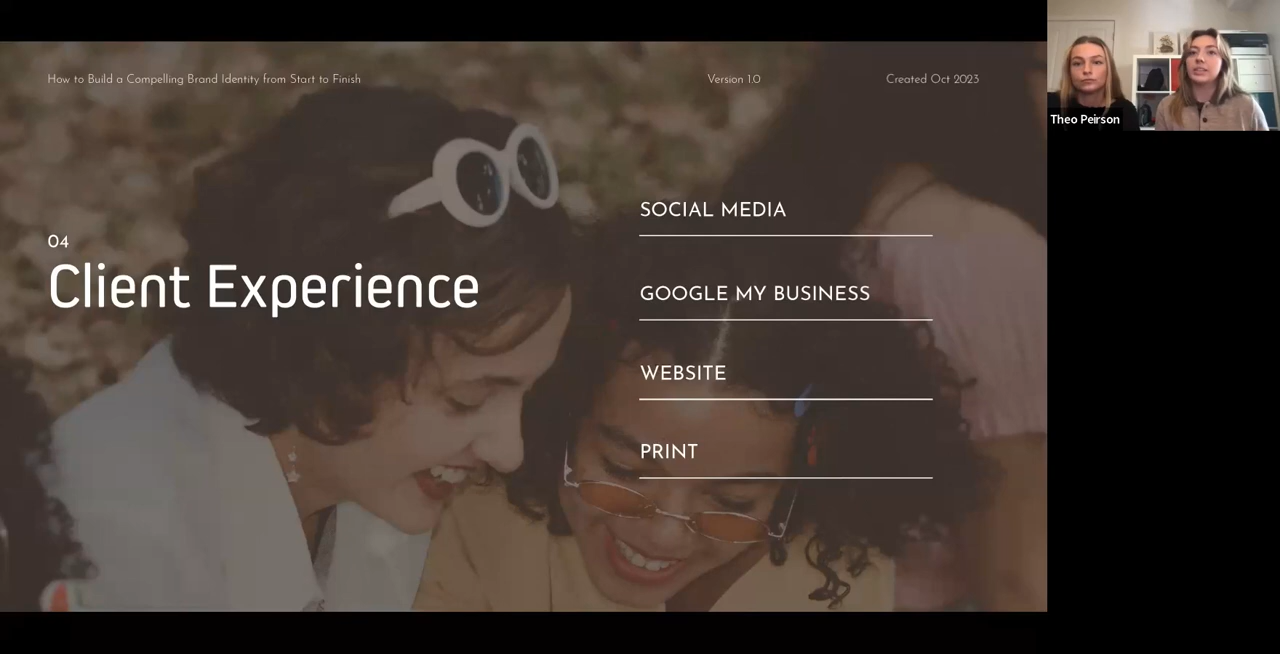 How to Build a Compelling Brand Identity from Start to Finish
Version 1.0
Created Oct 2023
04
Client Experience
SOCIAL MEDIA
GOOGLE MY BUSINESS
WEBSITE
PRINT
Theo Peirson